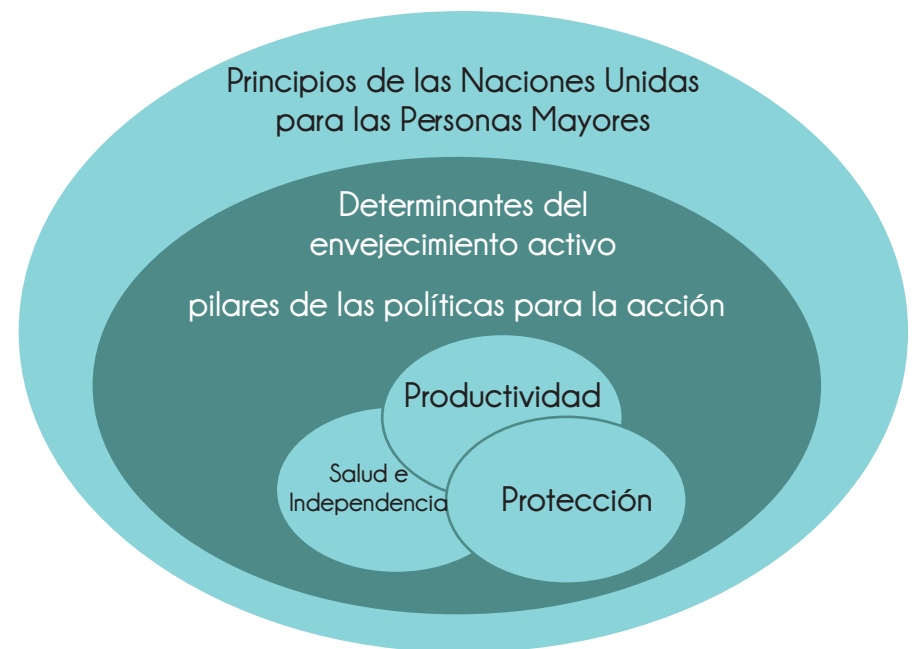 Principios de las Naciones Unidas
para las Personas Mayores
Determinantes del
envejecimiento activo
pilares de las políticas para la acción
Productividad
Salud e
Independencia
Protección